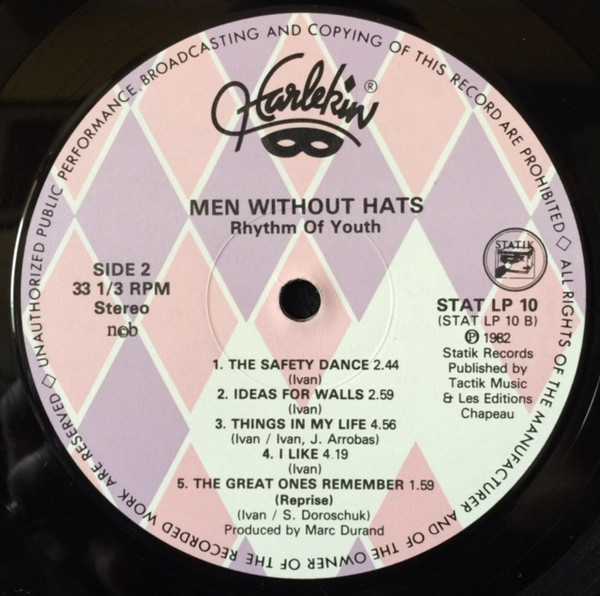 UNAUTHORIZED PUBLIC PERFORMANCE. BROADCASTING AND COPYING OF THIS RECORD ARE PROHIBITED ◇ ALL RIGHTS OF THE MANUFACTURER AND OF THE OWNER OF THE RECORDED WORK ARE RESERVED ◇
Harlekin ®
MEN WITHOUT HATS
Rhythm Of Youth
SIDE 2
33 1/3 RPM
Stereo
ncb
STATIK
STAT LP 10
(STAT LP 10 B)
℗ 1982
Statik Records
Published by
Tactik Music
& Les Editions
Chapeau
1. THE SAFETY DANCE 2.44
(Ivan)
2. IDEAS FOR WALLS 2.59
(Ivan)
3. THINGS IN MY LIFE 4.56
(Ivan / Ivan, J. Arrobas)
4. I LIKE 4.19
(Ivan)
5. THE GREAT ONES REMEMBER 1.59
(Reprise)
(Ivan / S. Doroschuk)
Produced by Marc Durand